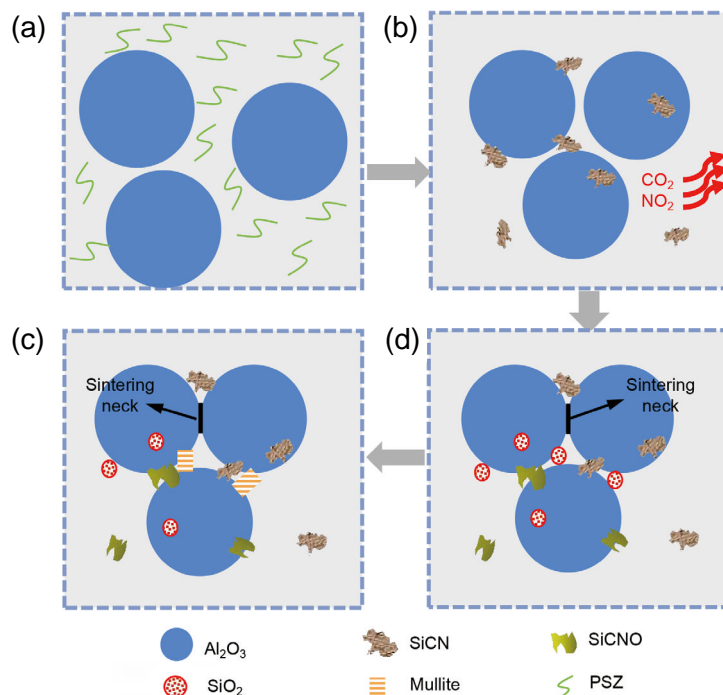 (a)
(b)
CO₂
NO₂
(c)
(d)
Sintering
neck
Sintering
neck
Al₂O₃
SiCN
SiCNO
SiO₂
Mullite
PSZ